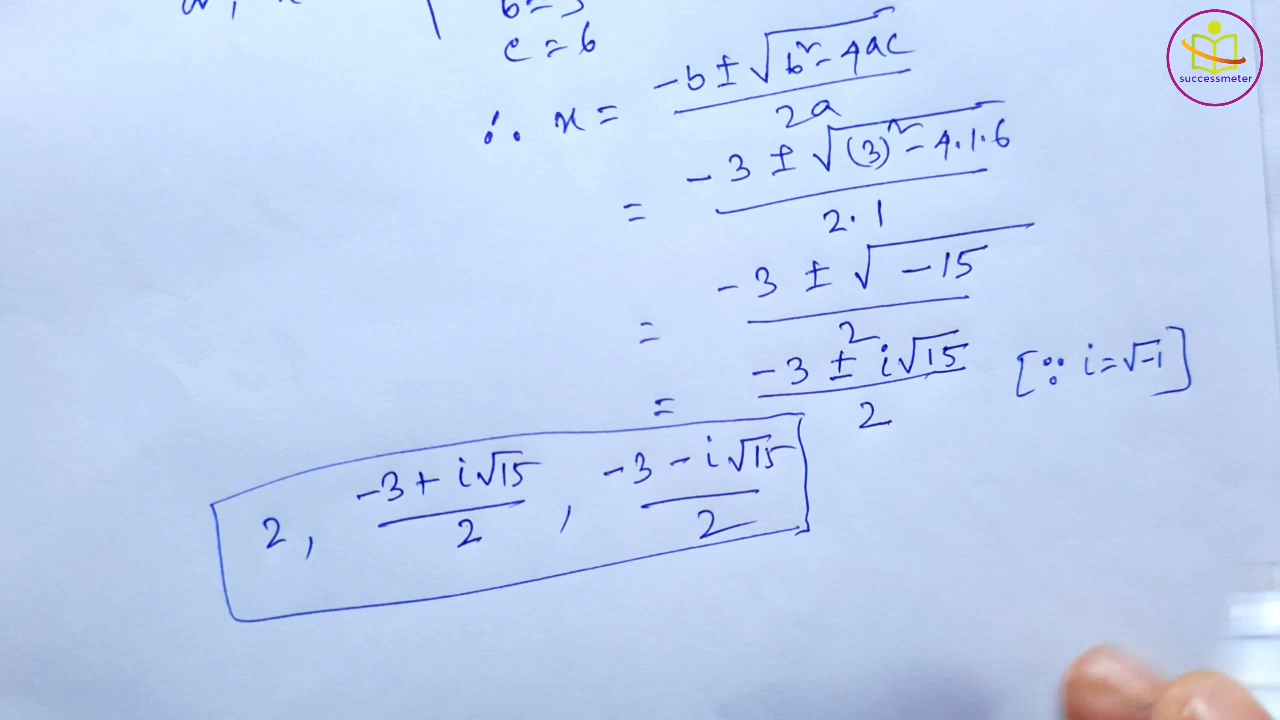 b = 3
c = 6
∴ x = (-b ± √(b² - 4ac)) / 2a
= (-3 ± √((3)² - 4.1.6)) / 2.1
= (-3 ± √(-15)) / 2
= (-3 ± i√15) / 2 [∵ i = √-1]
2, (-3 + i√15) / 2, (-3 - i√15) / 2
successmeter